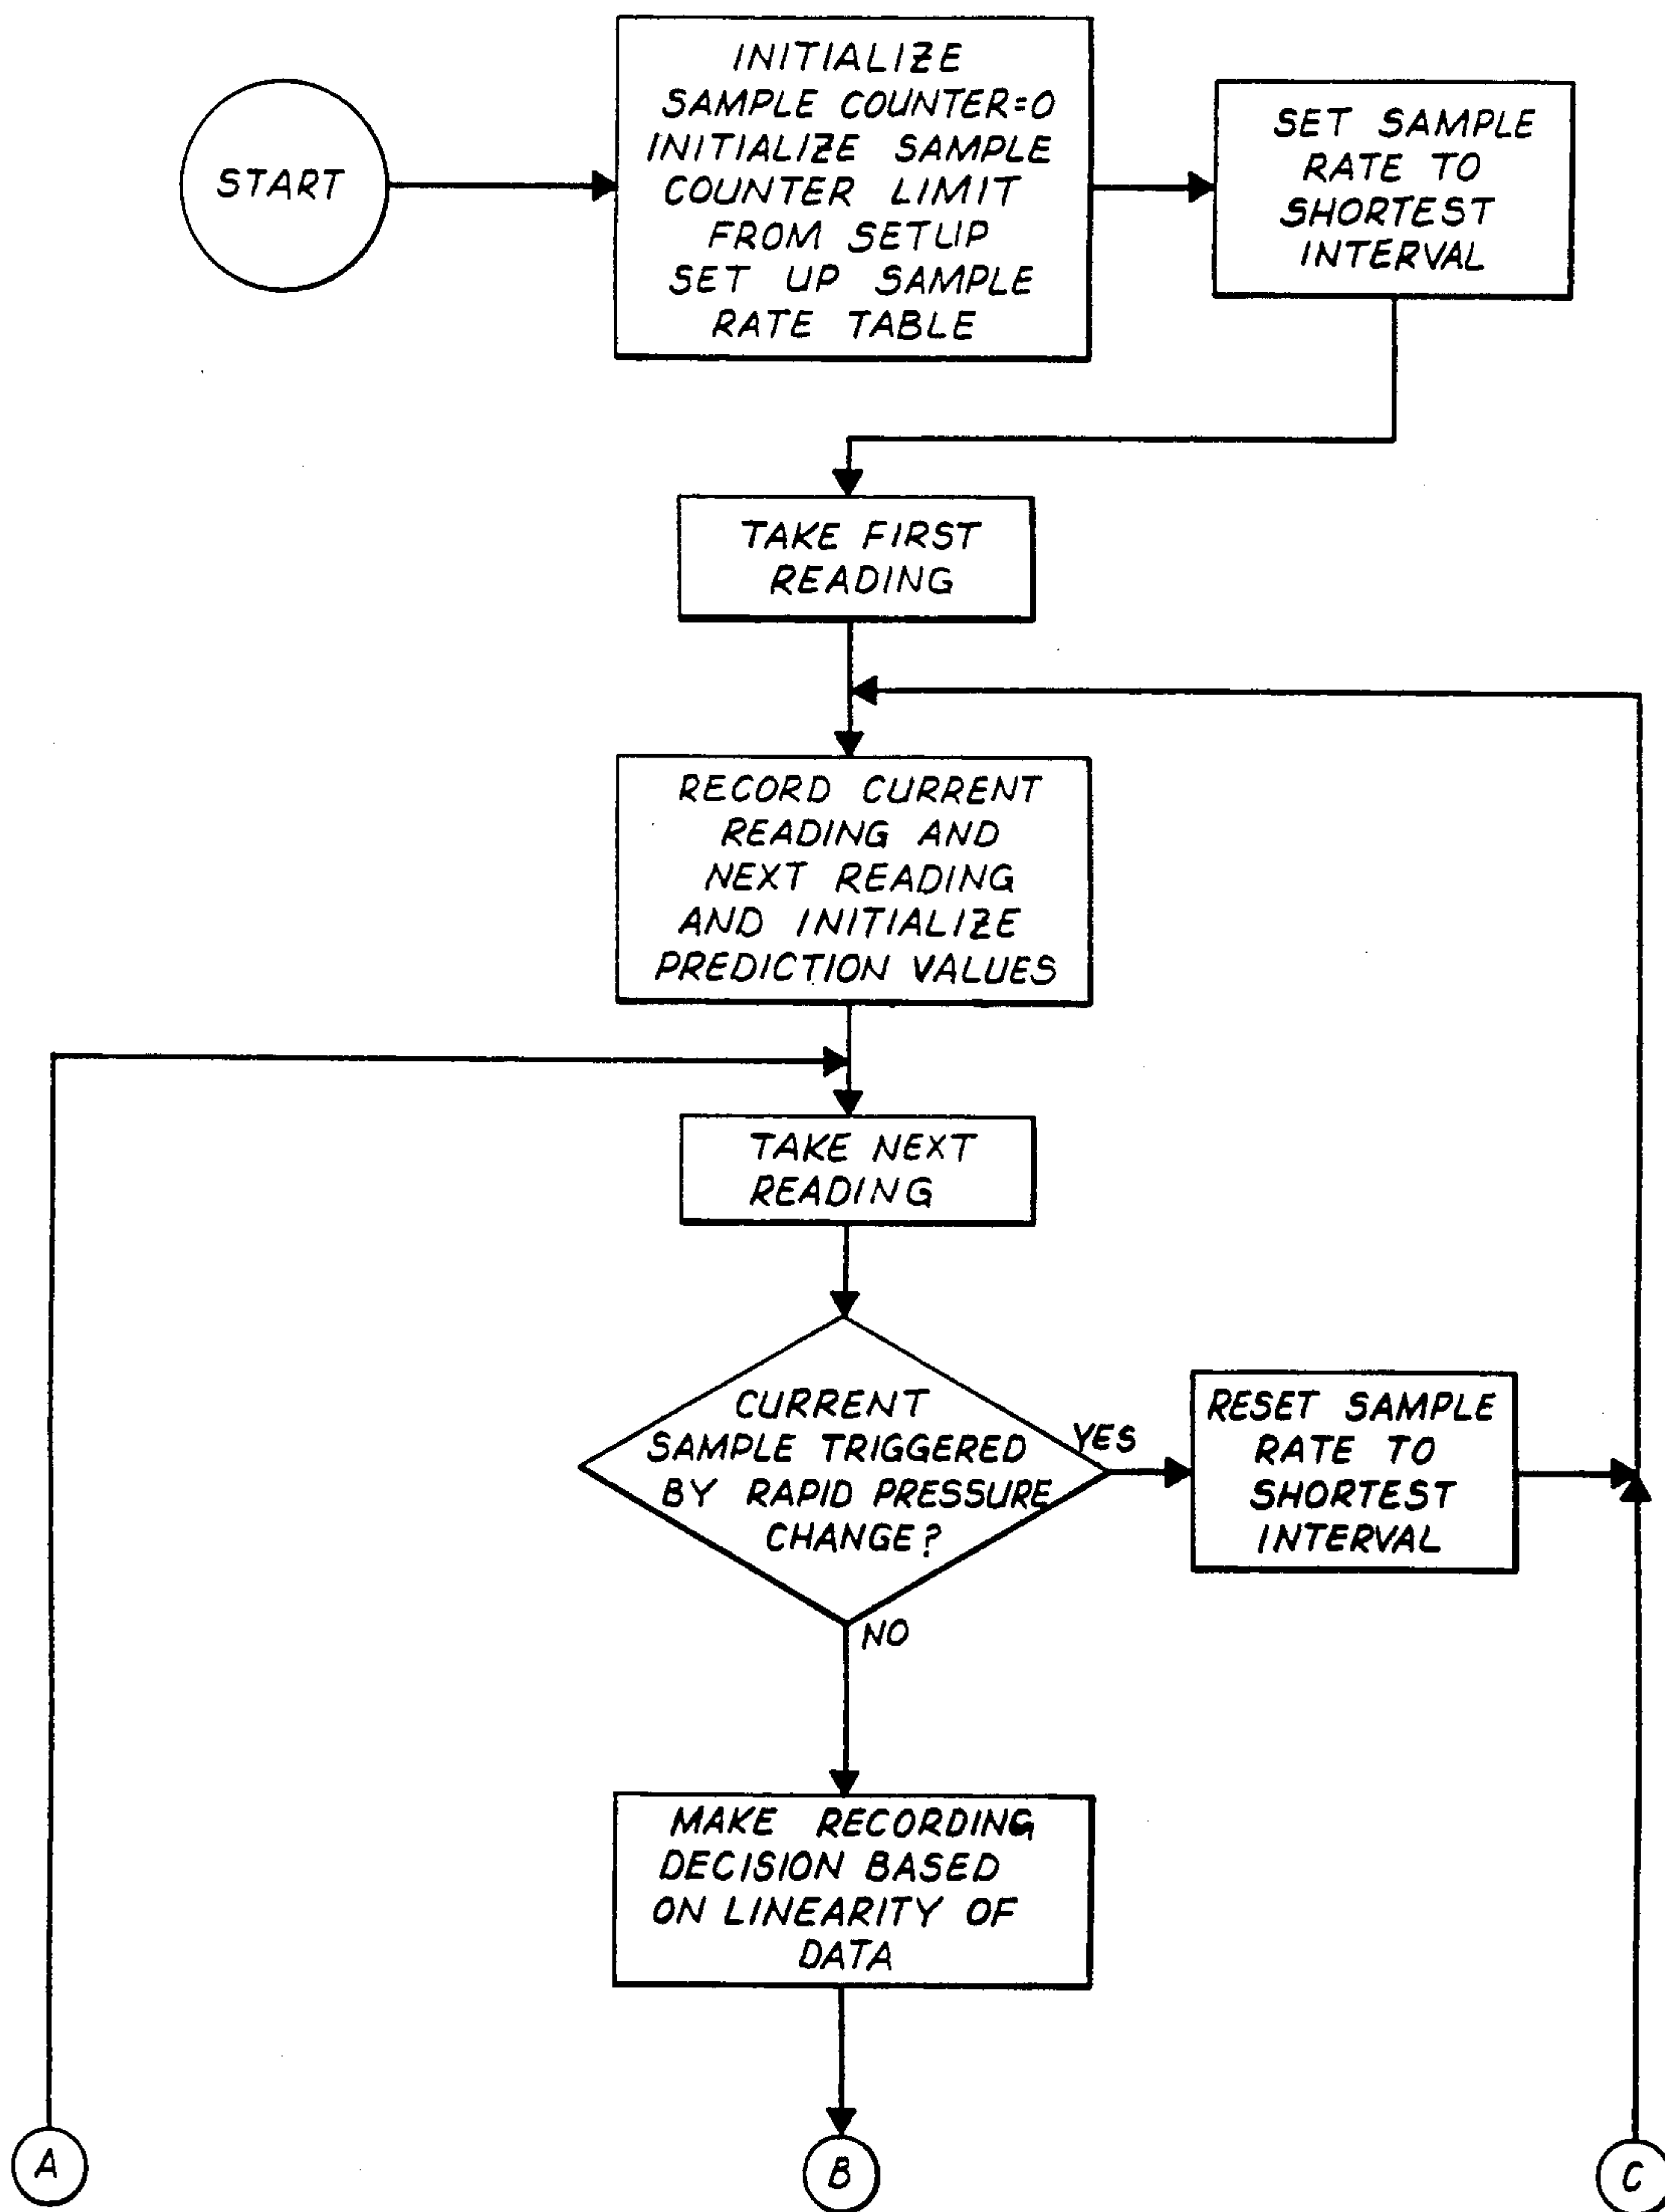 START
INITIALIZE
SAMPLE COUNTER=0
INITIALIZE SAMPLE
COUNTER LIMIT
FROM SETUP
SET UP SAMPLE
RATE TABLE
SET SAMPLE
RATE TO
SHORTEST
INTERVAL
TAKE FIRST
READING
RECORD CURRENT
READING AND
NEXT READING
AND INITIALIZE
PREDICTION VALUES
TAKE NEXT
READING
CURRENT
SAMPLE TRIGGERED
BY RAPID PRESSURE
CHANGE?
YES
RESET SAMPLE
RATE TO
SHORTEST
INTERVAL
NO
MAKE RECORDING
DECISION BASED
ON LINEARITY OF
DATA
A
B
C